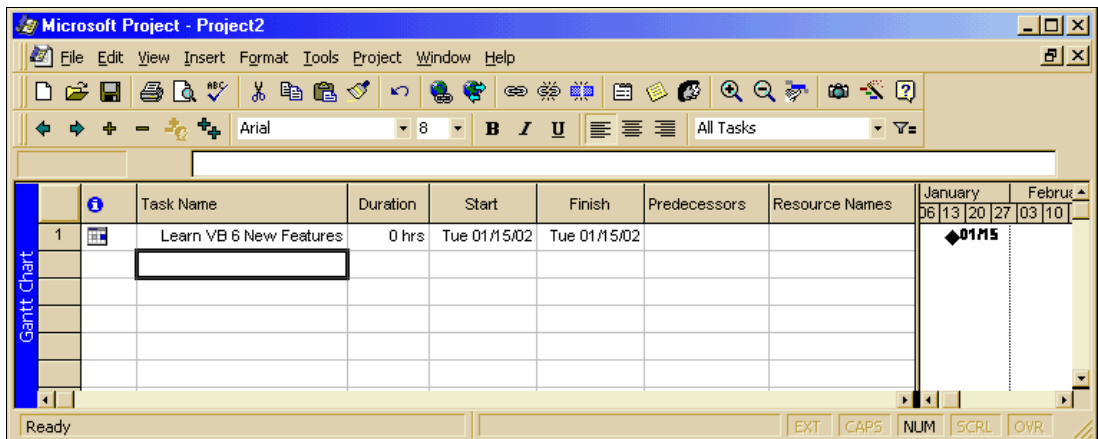 Microsoft Project - Project2
File Edit View Insert Format Tools Project Window Help
ABC
Arial 8 B I U All Tasks
Task Name Duration Start Finish Predecessors Resource Names January
06 13 20 27 03 10
1 Learn VB 6 New Features 0 hrs Tue 01/15/02 Tue 01/15/02 01/15
Gantt Chart
Ready EXT CAPS NUM SCRL OVR